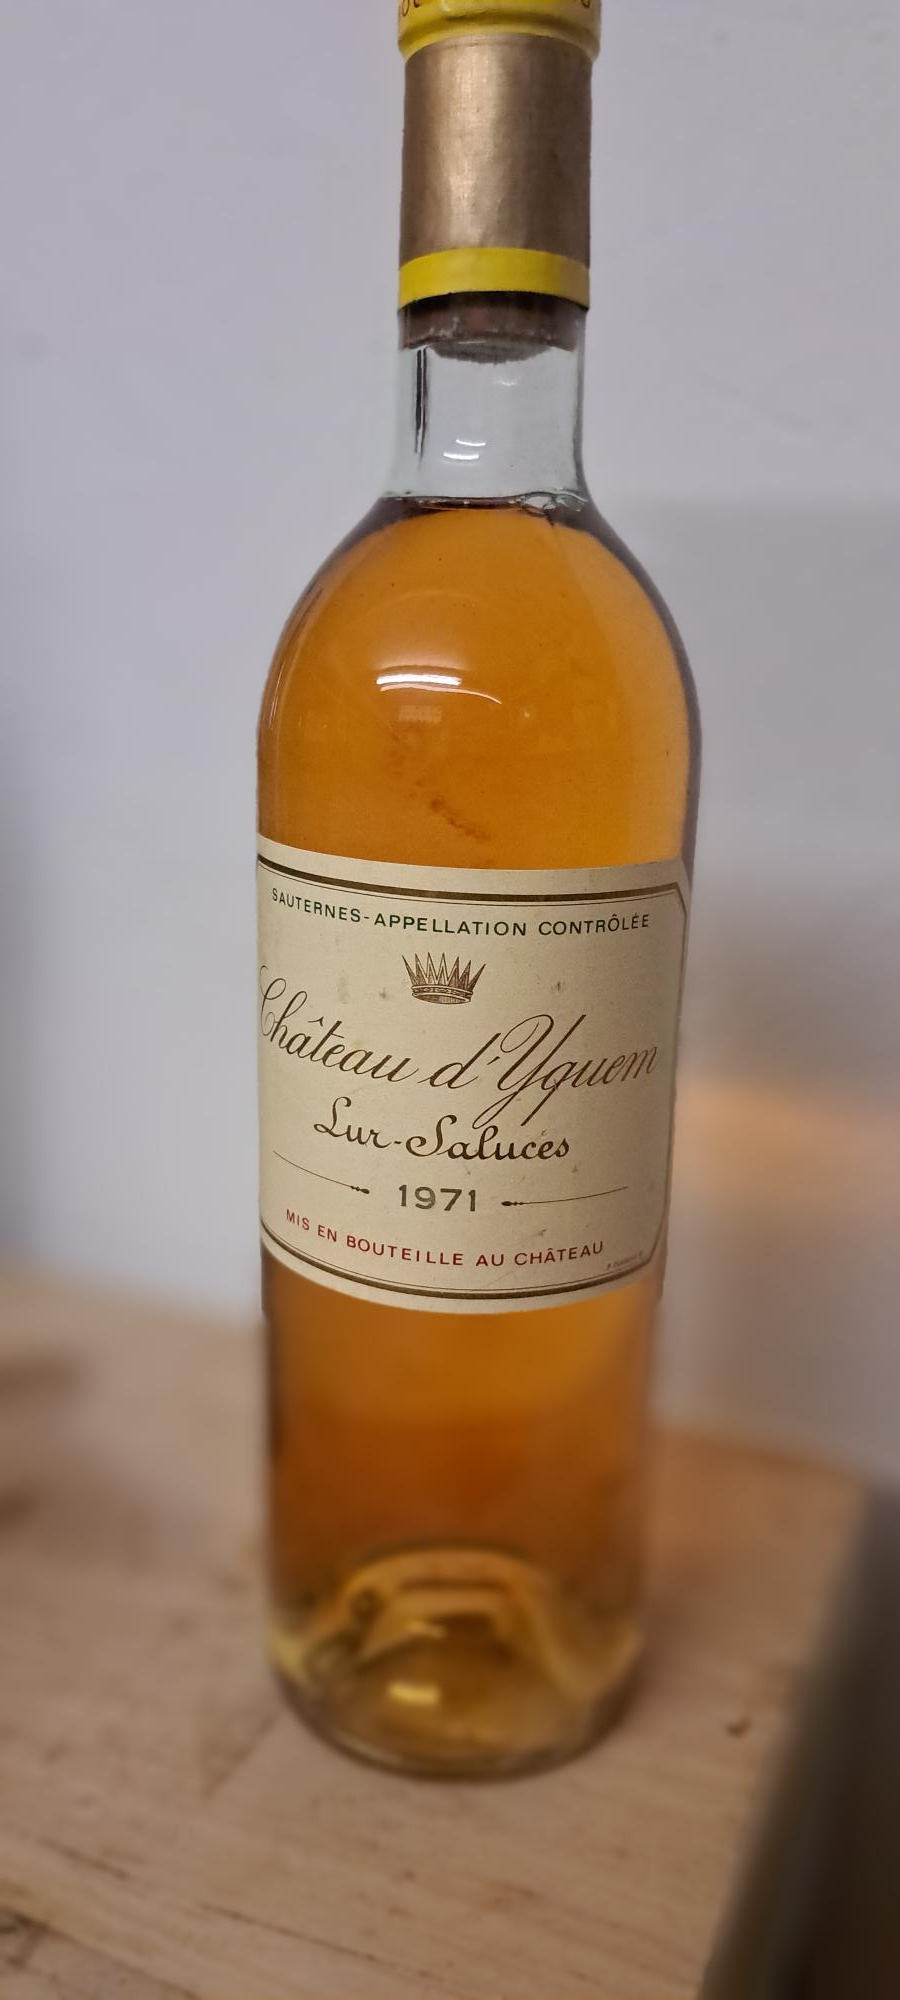 SAUTERNES-APPELLATION CONTRÔLÉE
Château d'Yquem
Lur-Saluces
1971
MIS EN BOUTEILLE AU CHÂTEAU